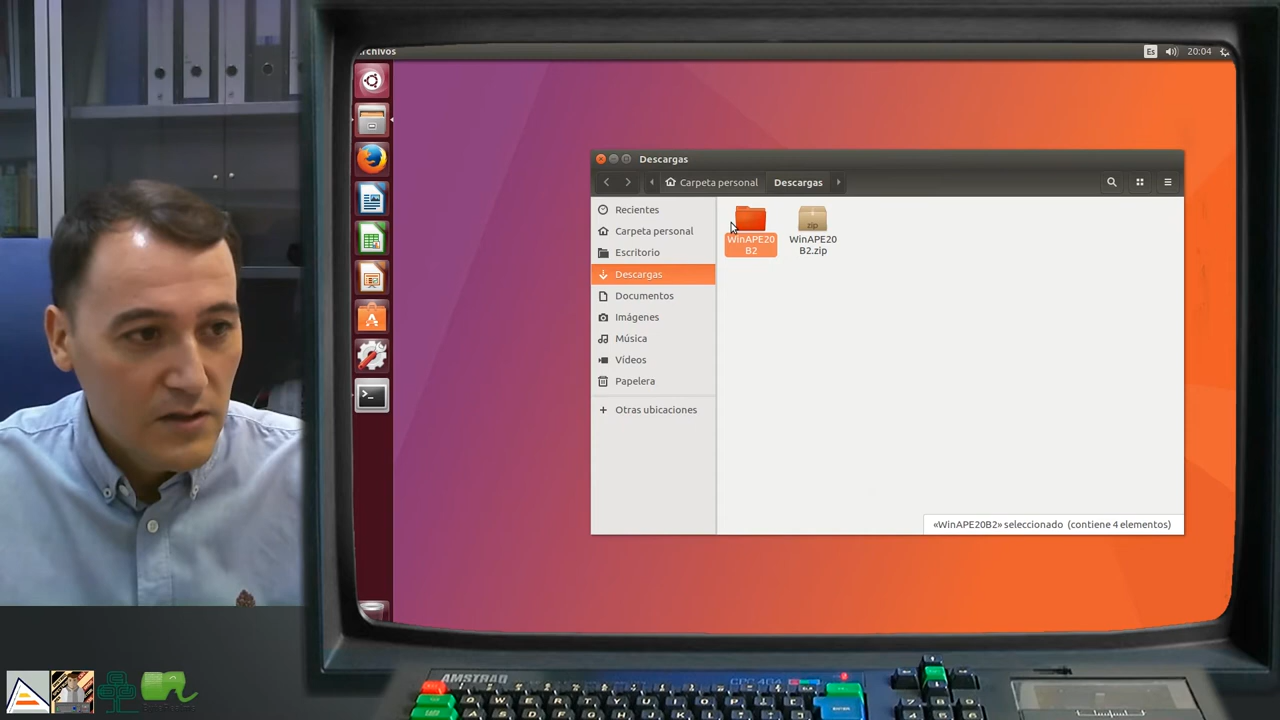 Archivos
Es
20:04
Descargas
Carpeta personal
Descargas
Recientes
Carpeta personal
Escritorio
Descargas
Documentos
Imágenes
Música
Vídeos
Papelera
Otras ubicaciones
WinAPE20
B2
WinAPE20
B2.zip
zip
«WinAPE20B2» seleccionado (contiene 4 elementos)
AMSTRAD